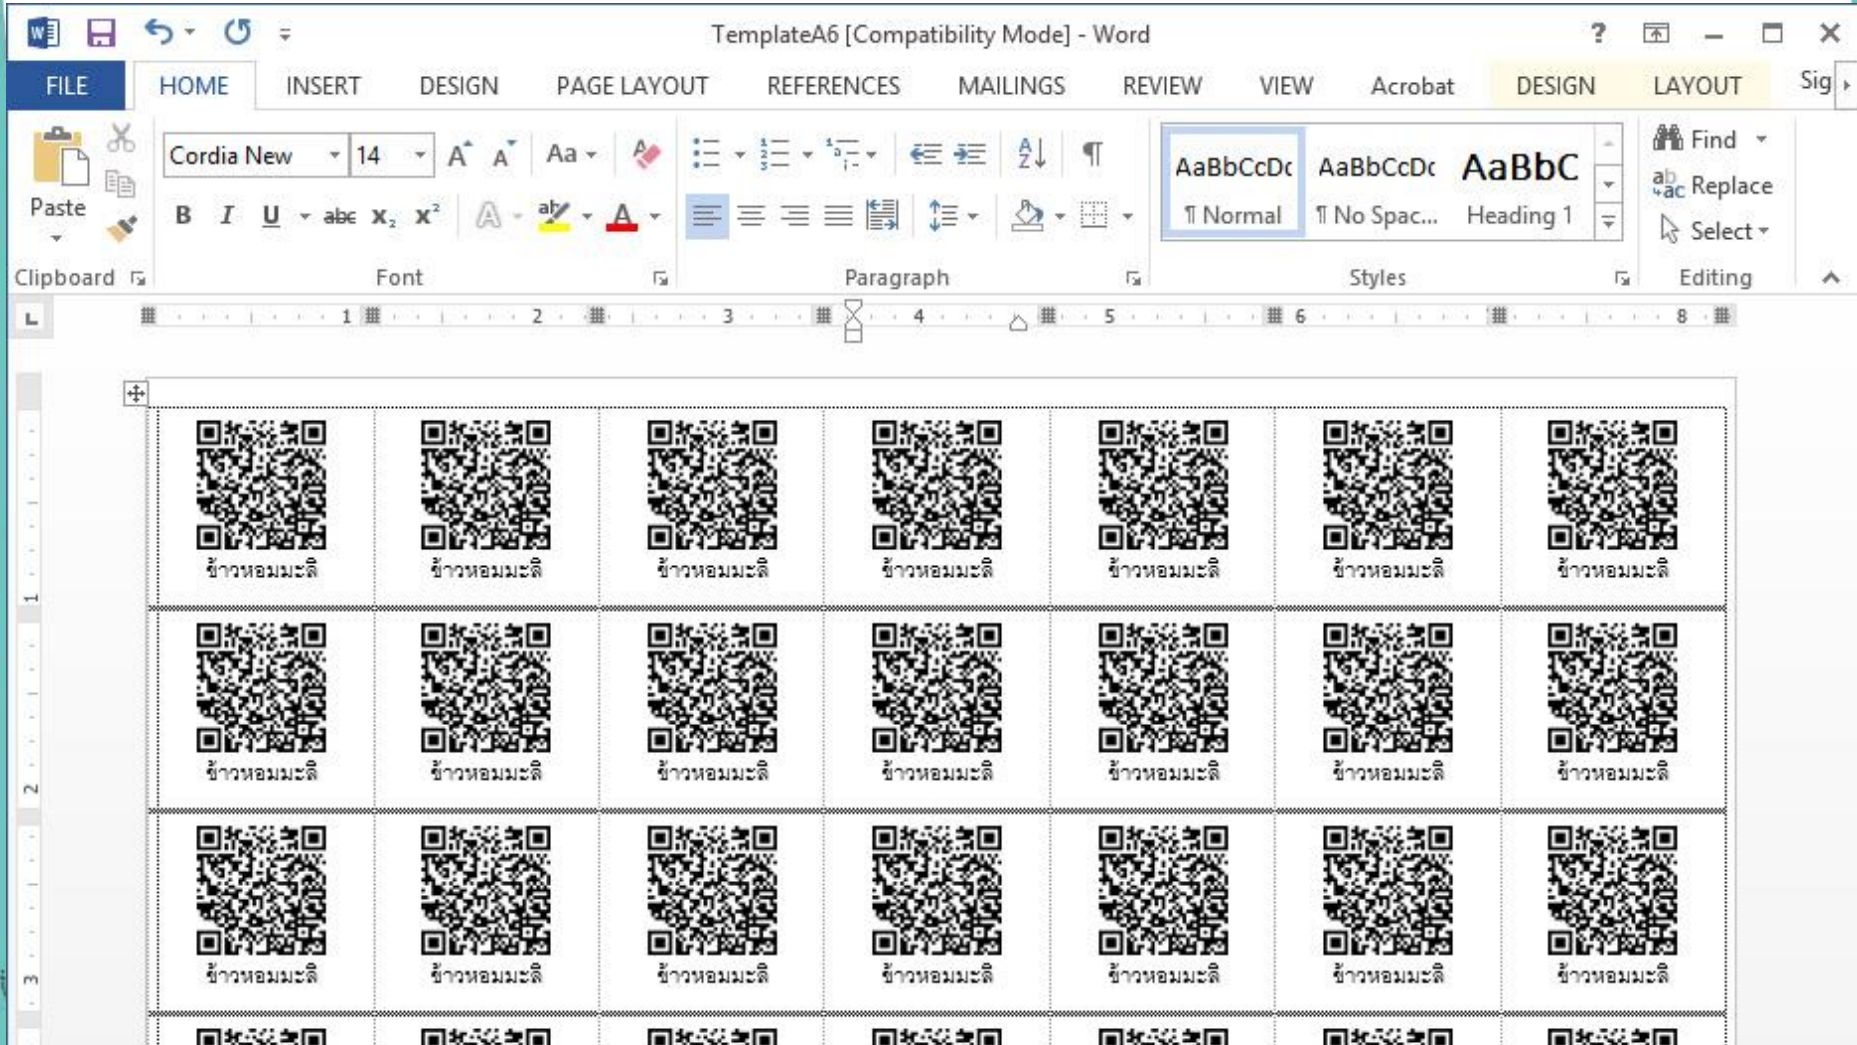 TemplateA6 [Compatibility Mode] - Word
FILE HOME INSERT DESIGN PAGE LAYOUT REFERENCES MAILINGS REVIEW VIEW Acrobat DESIGN LAYOUT Sig
Cordia New 14 Aa AaBbCcDc AaBbCcDc AaBbC Find
Paste B I U abc X₂ X² A ab A ¶ Normal ¶ No Spac... Heading 1 Replace
Select
Clipboard Font Paragraph Styles Editing
1 2 3 4 5 6 8
ข้าวหอมมะลิ ข้าวหอมมะลิ ข้าวหอมมะลิ ข้าวหอมมะลิ ข้าวหอมมะลิ ข้าวหอมมะลิ ข้าวหอมมะลิ
1
ข้าวหอมมะลิ ข้าวหอมมะลิ ข้าวหอมมะลิ ข้าวหอมมะลิ ข้าวหอมมะลิ ข้าวหอมมะลิ ข้าวหอมมะลิ
2
ข้าวหอมมะลิ ข้าวหอมมะลิ ข้าวหอมมะลิ ข้าวหอมมะลิ ข้าวหอมมะลิ ข้าวหอมมะลิ ข้าวหอมมะลิ
3